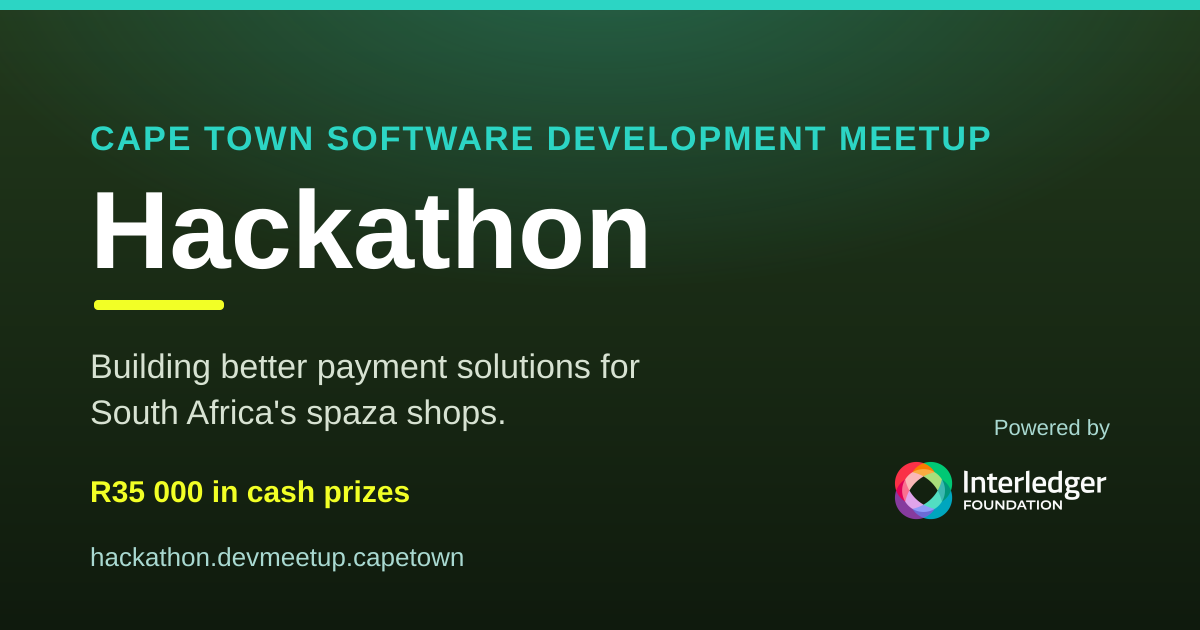 CAPE TOWN SOFTWARE DEVELOPMENT MEETUP
Hackathon
Building better payment solutions for
South Africa's spaza shops.
R35 000 in cash prizes
hackathon.devmeetup.capetown
Powered by
Interledger
FOUNDATION